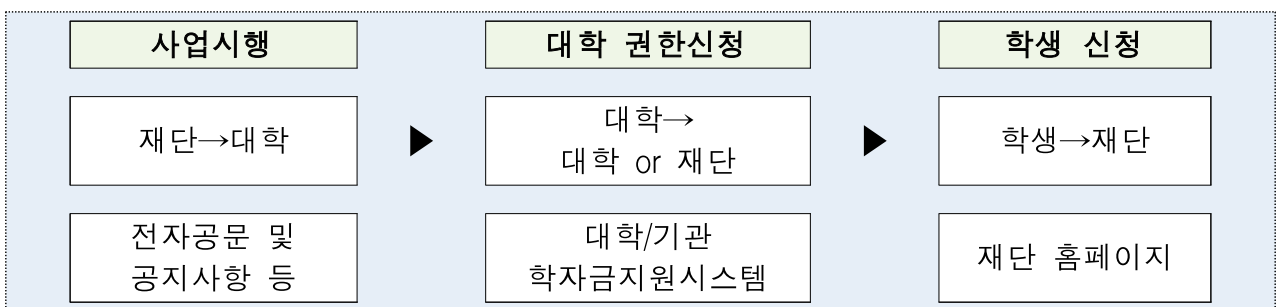 사업시행
대학 권한신청
학생 신청
재단→대학
▶
대학→
대학 or 재단
▶
학생→재단
전자공문 및
공지사항 등
대학/기관
학자금지원시스템
재단 홈페이지